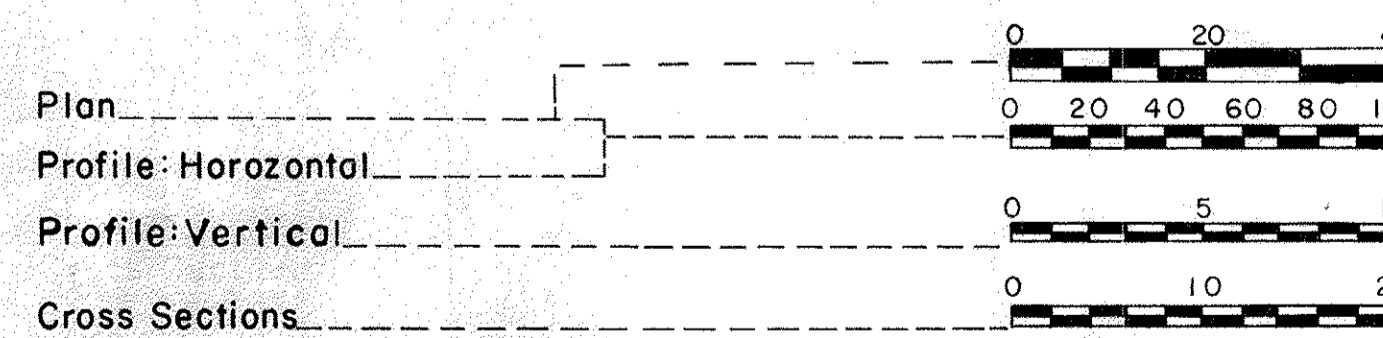 0 20
Plan
0 20 40 60 80
Profile: Horozontal
0 5
Profile: Vertical
0 10
Cross Sections